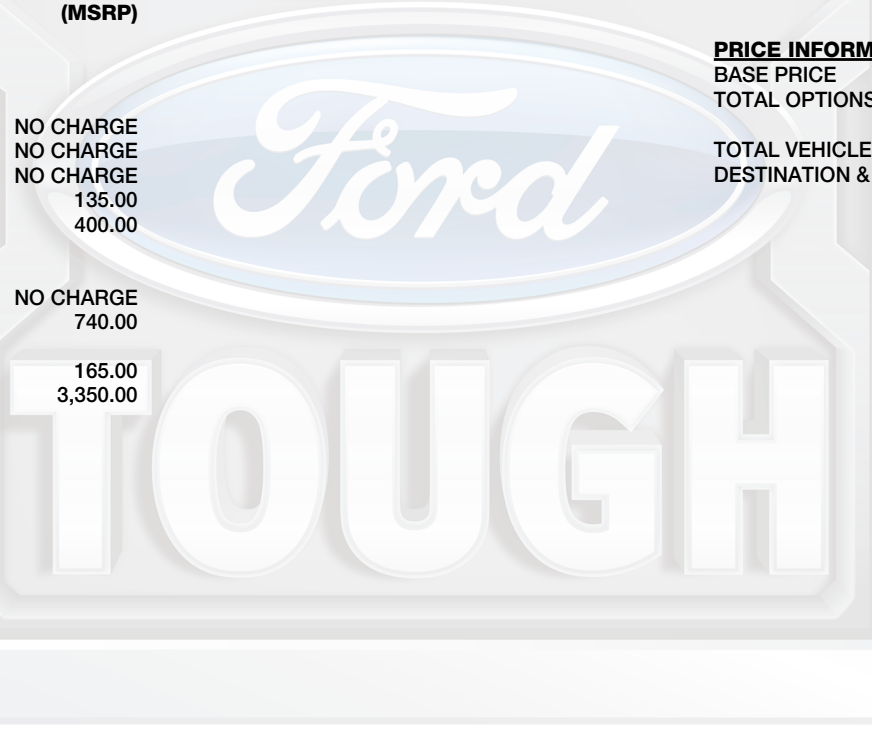 (MSRP)
NO CHARGE
NO CHARGE
NO CHARGE
135.00
400.00
NO CHARGE
740.00
165.00
3,350.00
PRICE INFORM
BASE PRICE
TOTAL OPTIONS
TOTAL VEHICLE
DESTINATION &
Ford
TOUGH